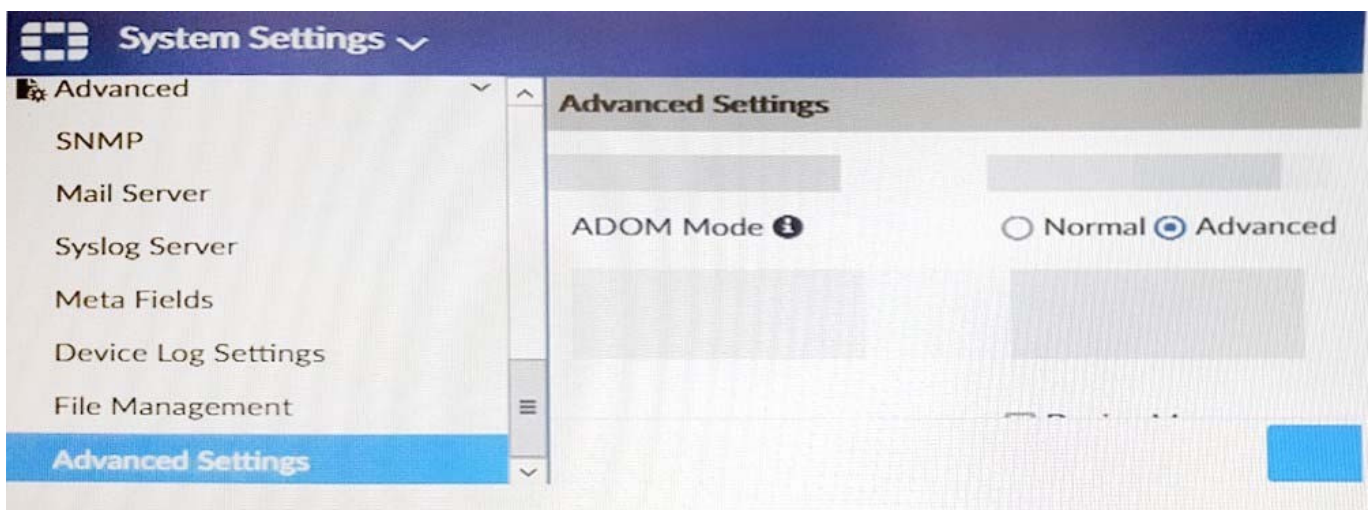 System Settings
Advanced
SNMP
Mail Server
Syslog Server
Meta Fields
Device Log Settings
File Management
Advanced Settings
Advanced Settings
ADOM Mode
Normal Advanced